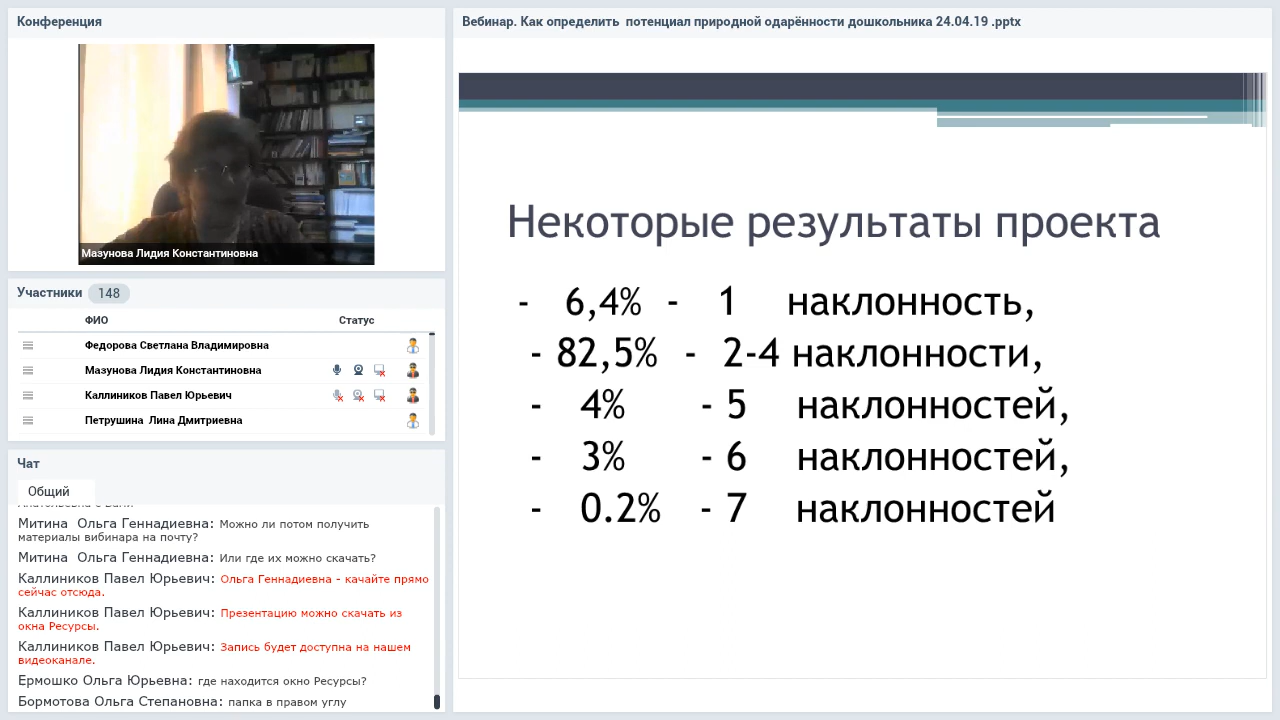 Конференция
Мазунова Лидия Константиновна
Участники 148
ФИО Статус
Федорова Светлана Владимировна
Мазунова Лидия Константиновна
Каллиников Павел Юрьевич
Петрушина Лина Дмитриевна
Чат
Общий
Митина Ольга Геннадиевна: Можно ли потом получить
материалы вибинара на почту?
Митина Ольга Геннадиевна: Или где их можно скачать?
Каллиников Павел Юрьевич: Ольга Геннадиевна - качайте прямо
сейчас отсюда.
Каллиников Павел Юрьевич: Презентацию можно скачать из
окна Ресурсы.
Каллиников Павел Юрьевич: Запись будет доступна на нашем
видеоканале.
Ермошко Ольга Юрьевна: где находится окно Ресурсы?
Бормотова Ольга Степановна: папка в правом углу
Вебинар. Как определить потенциал природной одарённости дошкольника 24.04.19 .pptx
Некоторые результаты проекта
- 6,4% - 1 наклонность,
- 82,5% - 2-4 наклонности,
- 4% - 5 наклонностей,
- 3% - 6 наклонностей,
- 0.2% - 7 наклонностей